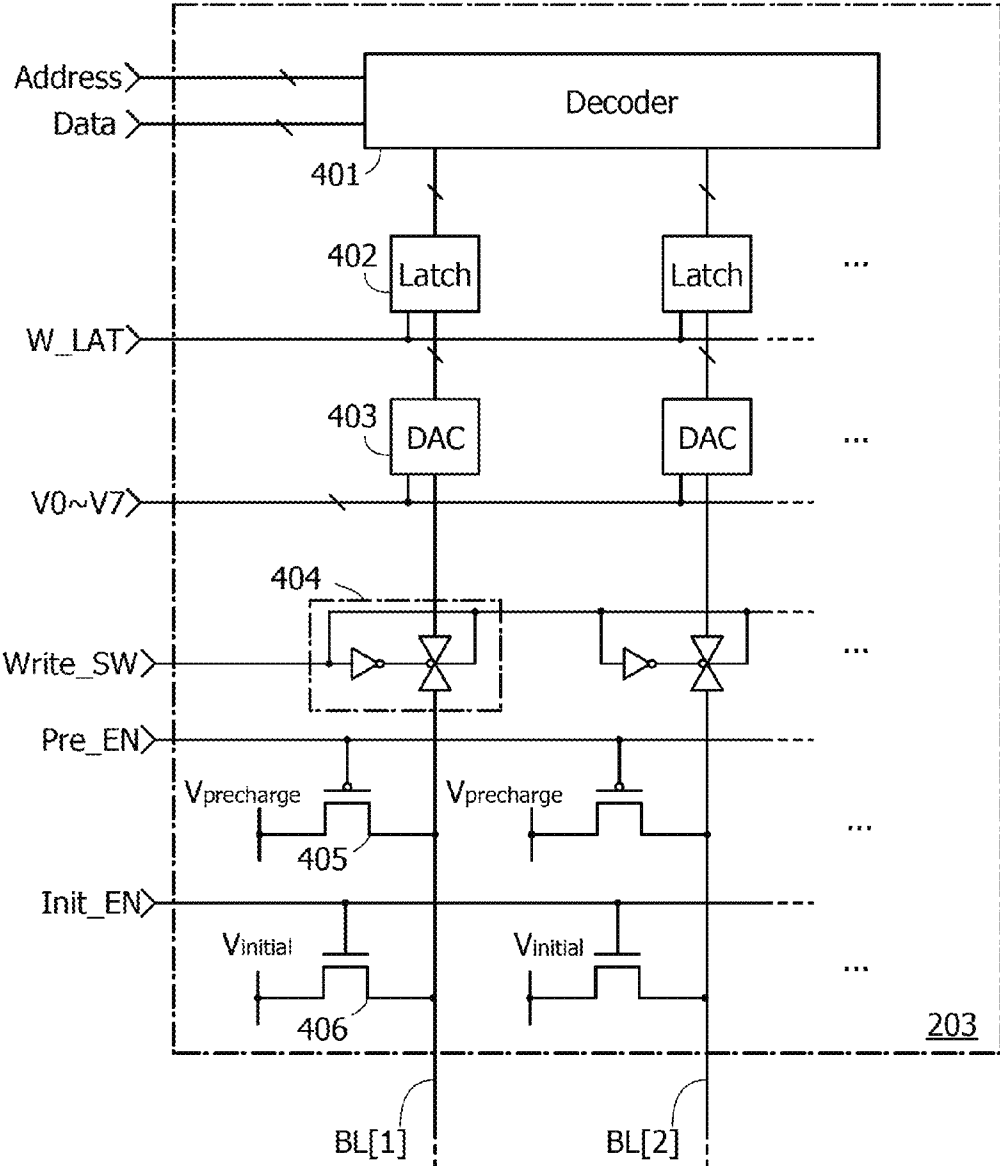 Address
Decoder
Data
401
402
Latch
Latch
...
W_LAT
403
DAC
DAC
...
V0~V7
404
Write_SW
...
Pre_EN
Vprecharge
Vprecharge
...
405
Init_EN
Vinitial
Vinitial
...
406
203
BL[1]
BL[2]